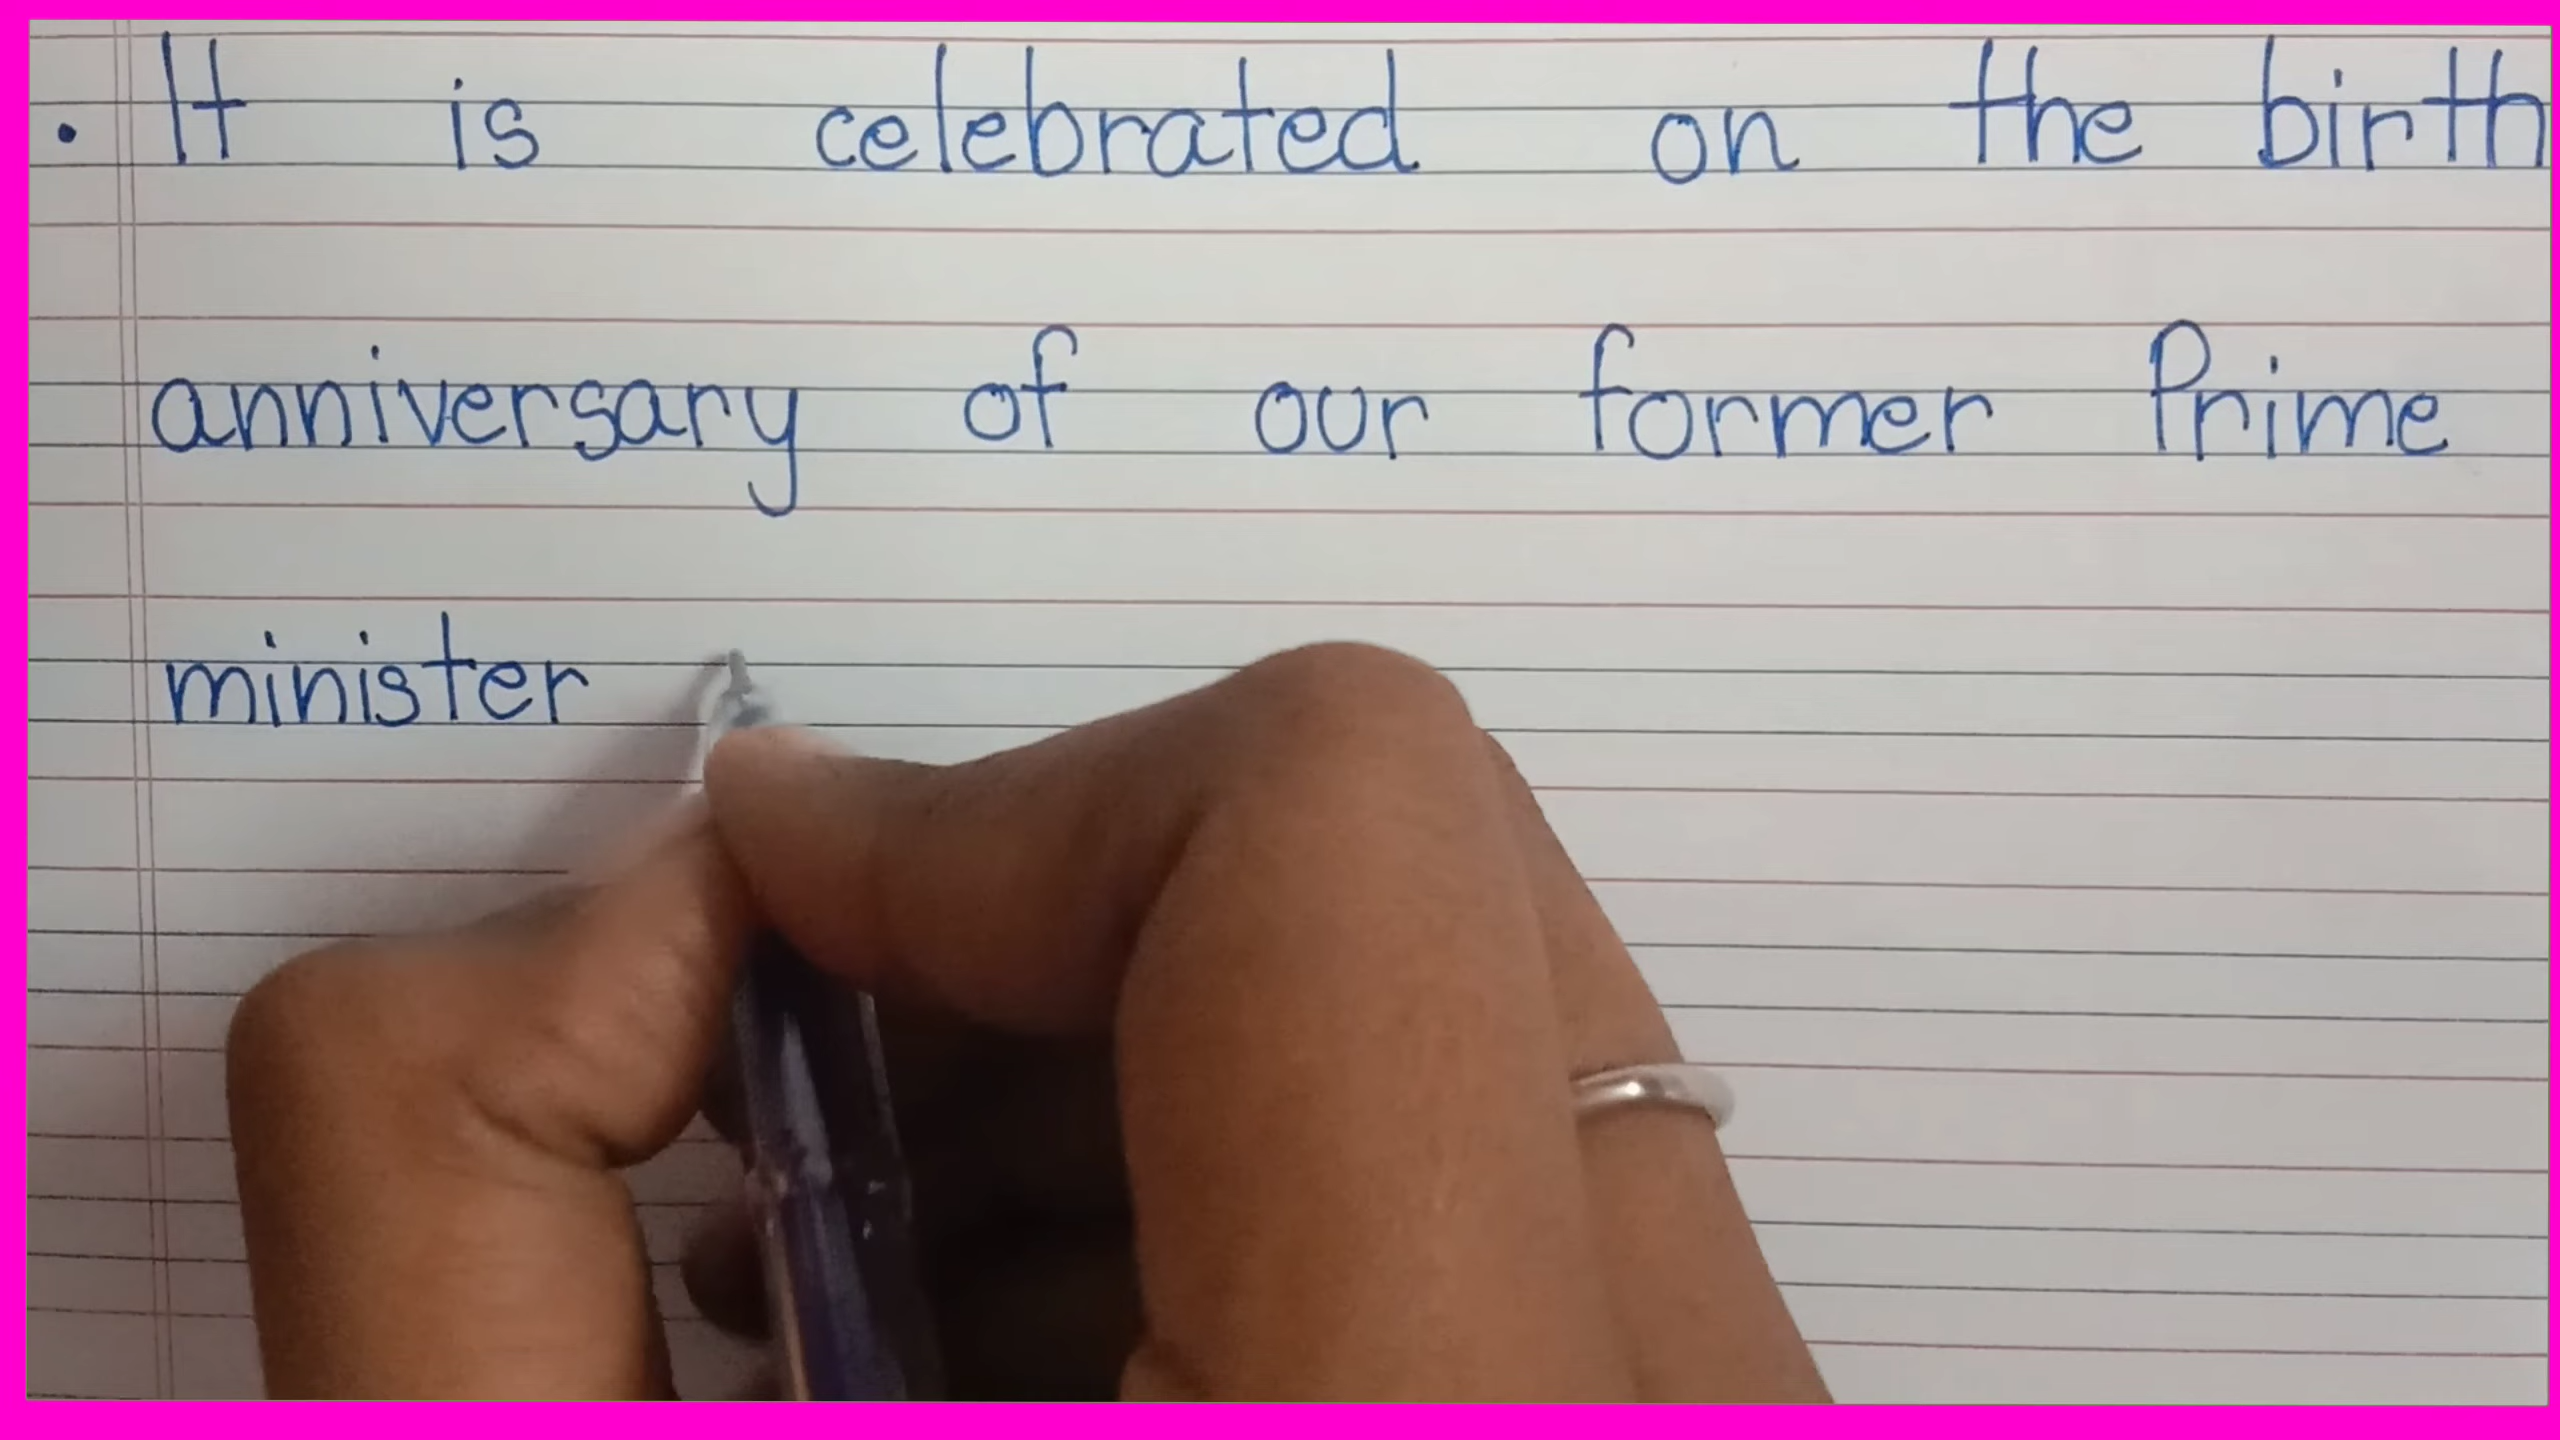 • It is celebrated on the birth
anniversary of our former Prime
minister